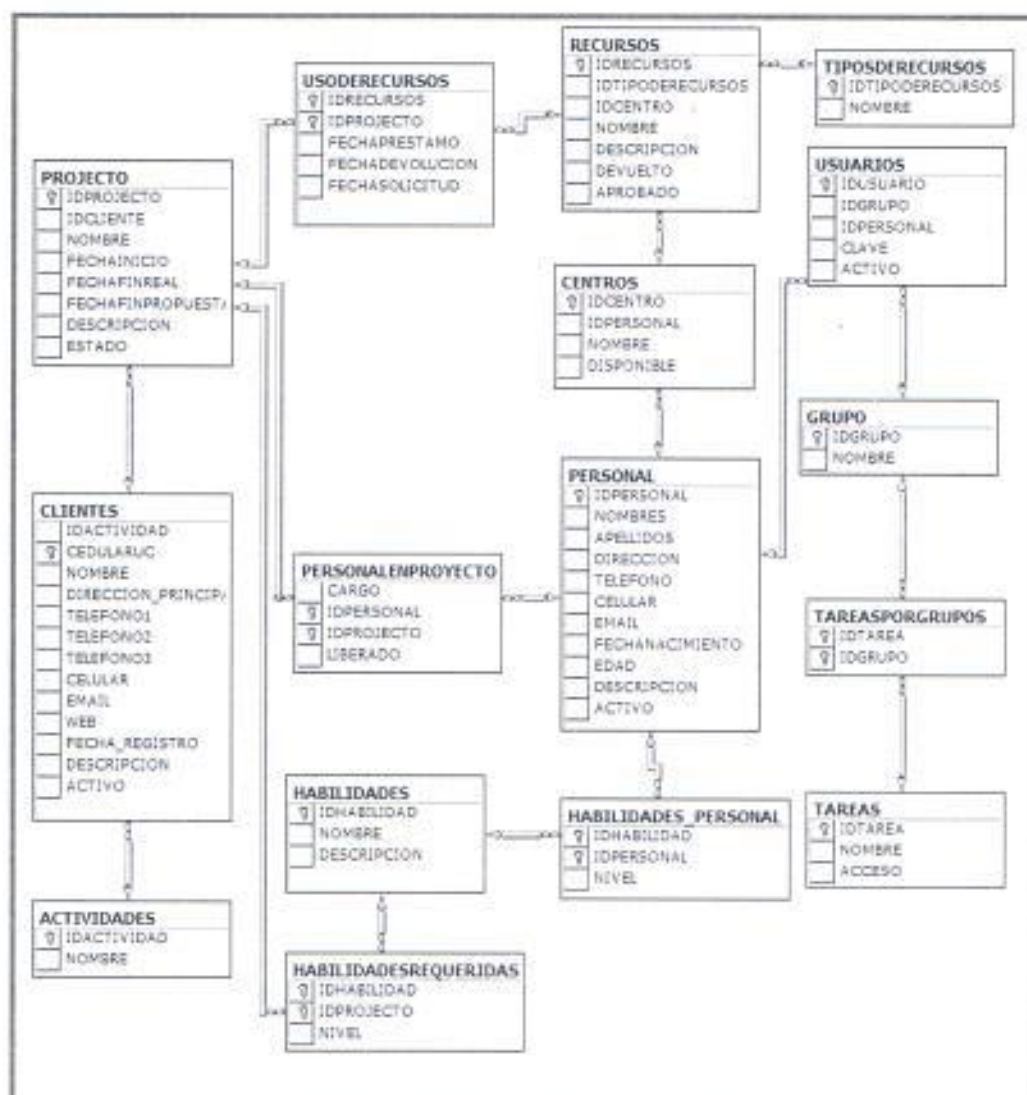 PROJECTO
IDPROJECTO
IDCLIENTE
NOMBRE
FECHAINICIO
FECHAFINREAL
FECHAFINPROPUESTA
DESCRIPCION
ESTADO
USODERECURSOS
IDRECURSOS
IDPROJECTO
FECHAPRESTAMO
FECHADEVOLUCION
FECHASOLICITUD
RECURSOS
IDRECURSOS
IDTIPODERECURSOS
IDCENTRO
NOMBRE
DESCRIPCION
DEVUELTO
APROBADO
TIPOSDERECURSOS
IDTIPODERECURSOS
NOMBRE
USUARIOS
IDUSUARIO
IDGRUPO
IDPERSONAL
CLAVE
ACTIVO
CENTROS
IDCENTRO
IDPERSONAL
NOMBRE
DISPONIBLE
GRUPO
IDGRUPO
NOMBRE
CLIENTES
IDACTIVIDAD
CEDULARUC
NOMBRE
DIRECCION_PRINCIPA
TELEFONO1
TELEFONO2
TELEFONO3
CELULAR
EMAIL
WEB
FECHA_REGISTRO
DESCRIPCION
ACTIVO
PERSONALENPROYECTO
CARGO
IDPERSONAL
IDPROJECTO
LIBERADO
PERSONAL
IDPERSONAL
NOMBRES
APELLIDOS
DIRECCION
TELEFONO
CELULAR
EMAIL
FECHANACIMIENTO
EDAD
DESCRIPCION
ACTIVO
TAREASPORGRUPOS
IDTAREA
IDGRUPO
HABILIDADES
IDHABILIDAD
NOMBRE
DESCRIPCION
HABILIDADES_PERSONAL
IDHABILIDAD
IDPERSONAL
NIVEL
TAREAS
IDTAREA
NOMBRE
ACCESO
ACTIVIDADES
IDACTIVIDAD
NOMBRE
HABILIDADESREQUERIDAS
IDHABILIDAD
IDPROJECTO
NIVEL